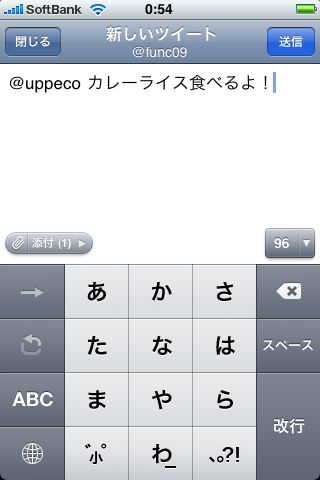 SoftBank 0:54
閉じる 新しいツイート 送信
@func09
@uppeco カレーライス食べるよ！
添付 (1) 96
→ あ か さ
た な は スペース
ABC ま や ら 改行
゛゜小 わ 、。?!